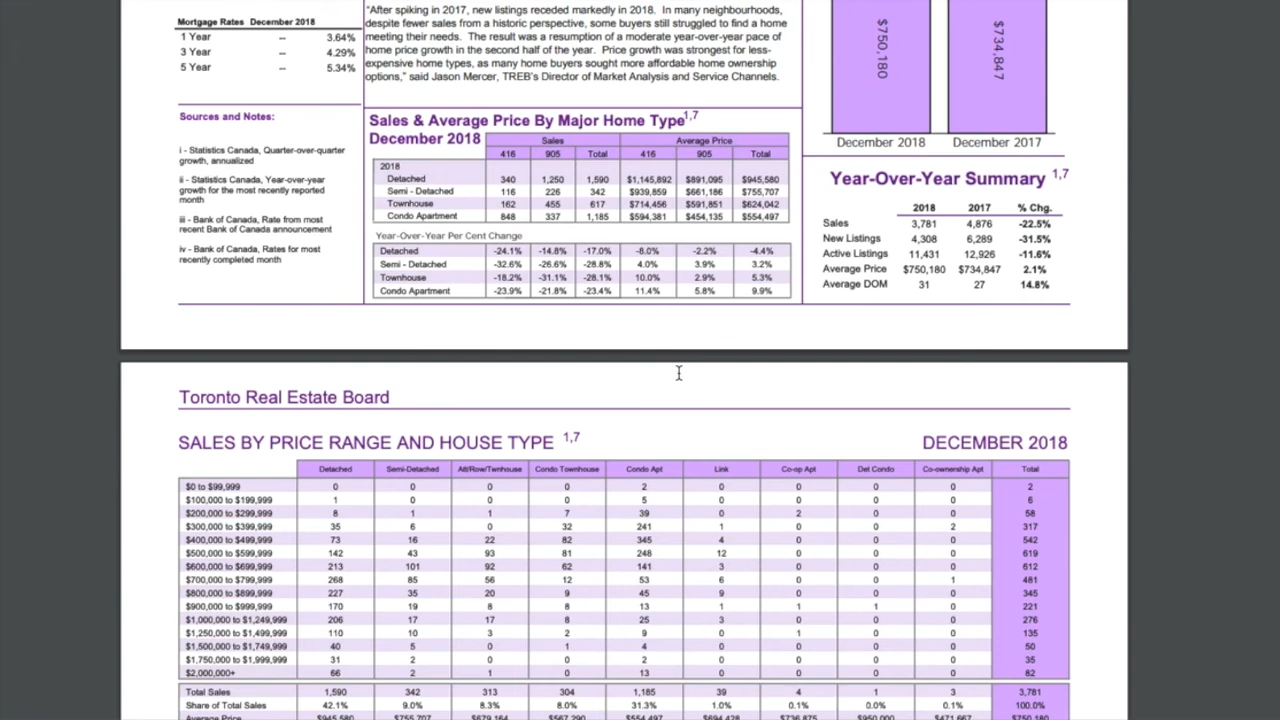 Mortgage Rates December 2018
1 Year -- 3.64%
3 Year -- 4.29%
5 Year -- 5.34%
Sources and Notes:
i - Statistics Canada, Quarter-over-quarter
growth, annualized
ii - Statistics Canada, Year-over-year
growth for the most recently reported
month
iii - Bank of Canada, Rate from most
recent Bank of Canada announcement
iv - Bank of Canada, Rates for most
recently completed month
"After spiking in 2017, new listings receded markedly in 2018. In many neighbourhoods,
despite fewer sales from a historic perspective, some buyers still struggled to find a home
meeting their needs. The result was a resumption of a moderate year-over-year pace of
home price growth in the second half of the year. Price growth was strongest for less-
expensive home types, as many home buyers sought more affordable home ownership
options," said Jason Mercer, TREB's Director of Market Analysis and Service Channels.
Sales & Average Price By Major Home Type1,7
December 2018
Sales Average Price
416 905 Total 416 905 Total
2018
Detached 340 1,250 1,590 $1,145,892 $891,095 $945,580
Semi - Detached 116 226 342 $939,859 $661,186 $755,707
Townhouse 162 455 617 $714,456 $591,851 $624,042
Condo Apartment 848 337 1,185 $594,381 $454,135 $554,497
Year-Over-Year Per Cent Change
Detached -24.1% -14.8% -17.0% -8.0% -2.2% -4.4%
Semi - Detached -32.6% -26.6% -28.8% 4.0% 3.9% 3.2%
Townhouse -18.2% -31.1% -28.1% 10.0% 2.9% 5.3%
Condo Apartment -23.9% -21.8% -23.4% 11.4% 5.8% 9.9%
$750,180 $734,847
December 2018 December 2017
Year-Over-Year Summary 1,7
2018 2017 % Chg.
Sales 3,781 4,876 -22.5%
New Listings 4,308 6,289 -31.5%
Active Listings 11,431 12,926 -11.6%
Average Price $750,180 $734,847 2.1%
Average DOM 31 27 14.8%
Toronto Real Estate Board
SALES BY PRICE RANGE AND HOUSE TYPE 1,7 DECEMBER 2018
Detached Semi-Detached Att/Row/Twnhouse Condo Townhouse Condo Apt Link Co-op Apt Det Condo Co-ownership Apt Total
$0 to $99,999 0 0 0 0 2 0 0 0 0 2
$100,000 to $199,999 1 0 0 0 5 0 0 0 0 6
$200,000 to $299,999 8 1 1 7 39 0 2 0 0 58
$300,000 to $399,999 35 6 0 32 241 1 0 0 2 317
$400,000 to $499,999 73 16 22 82 345 4 0 0 0 542
$500,000 to $599,999 142 43 93 81 248 12 0 0 0 619
$600,000 to $699,999 213 101 92 62 141 3 0 0 0 612
$700,000 to $799,999 268 85 56 12 53 6 0 0 1 481
$800,000 to $899,999 227 35 20 9 45 9 0 0 0 345
$900,000 to $999,999 170 19 8 8 13 1 1 1 0 221
$1,000,000 to $1,249,999 206 17 17 8 25 3 0 0 0 276
$1,250,000 to $1,499,999 110 10 3 2 9 0 1 0 0 135
$1,500,000 to $1,749,999 40 5 0 1 4 0 0 0 0 50
$1,750,000 to $1,999,999 31 2 0 0 2 0 0 0 0 35
$2,000,000+ 66 2 1 0 13 0 0 0 0 82
Total Sales 1,590 342 313 304 1,185 39 4 1 3 3,781
Share of Total Sales 42.1% 9.0% 8.3% 8.0% 31.3% 1.0% 0.1% 0.0% 0.1% 100.0%
Average Price $945,580 $755,707 $679,164 $567,290 $554,497 $694,428 $736,875 $950,000 $471,667 $750,180